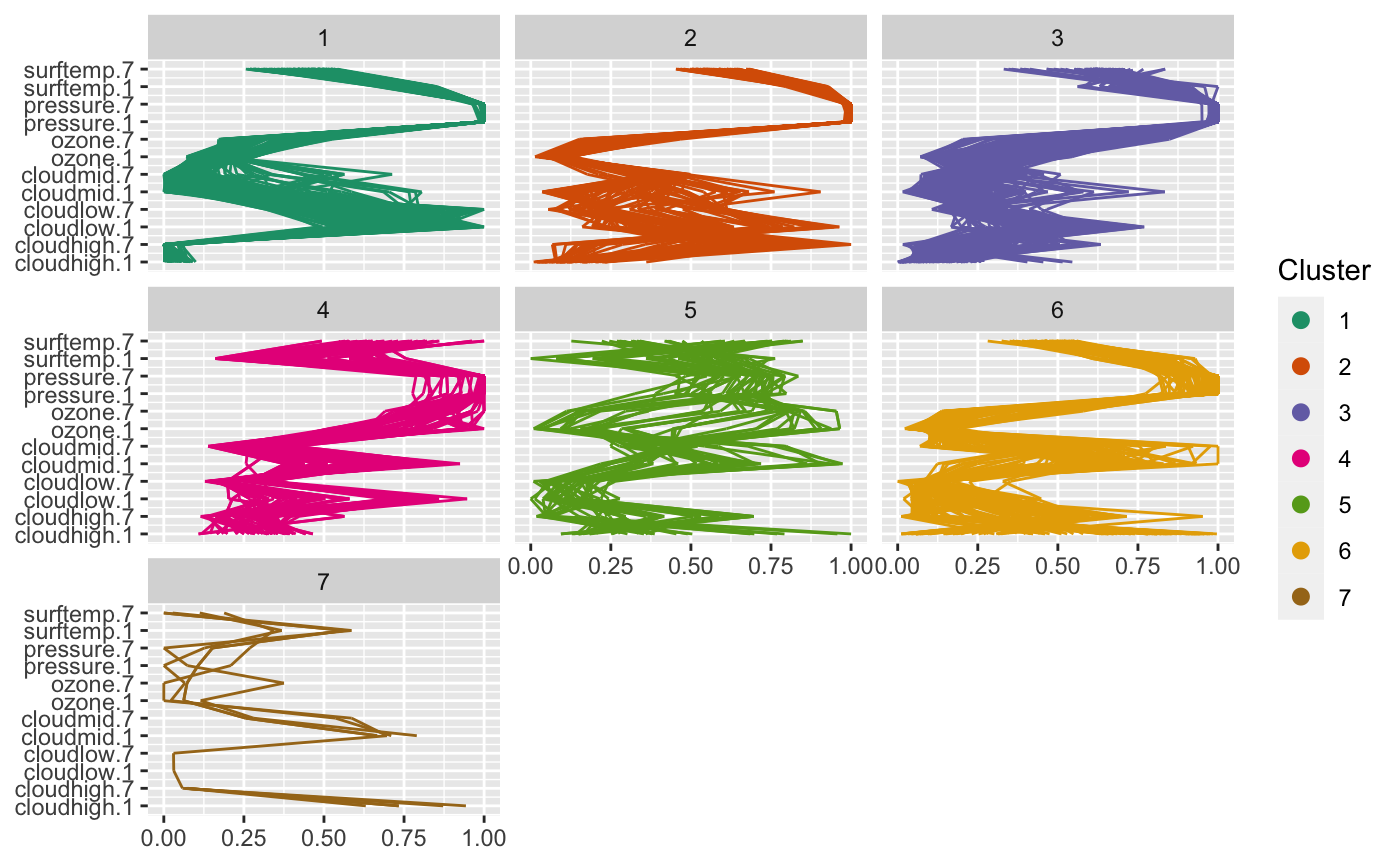 1 2 3
surftemp.7
surftemp.1
pressure.7
pressure.1
ozone.7
ozone.1
cloudmid.7
cloudmid.1
cloudlow.7
cloudlow.1
cloudhigh.7
cloudhigh.1
4 5 6
surftemp.7
surftemp.1
pressure.7
pressure.1
ozone.7
ozone.1
cloudmid.7
cloudmid.1
cloudlow.7
cloudlow.1
cloudhigh.7
cloudhigh.1
0.00 0.25 0.50 0.75 1.00 0.00 0.25 0.50 0.75 1.00
7
surftemp.7
surftemp.1
pressure.7
pressure.1
ozone.7
ozone.1
cloudmid.7
cloudmid.1
cloudlow.7
cloudlow.1
cloudhigh.7
cloudhigh.1
0.00 0.25 0.50 0.75 1.00
Cluster
1
2
3
4
5
6
7